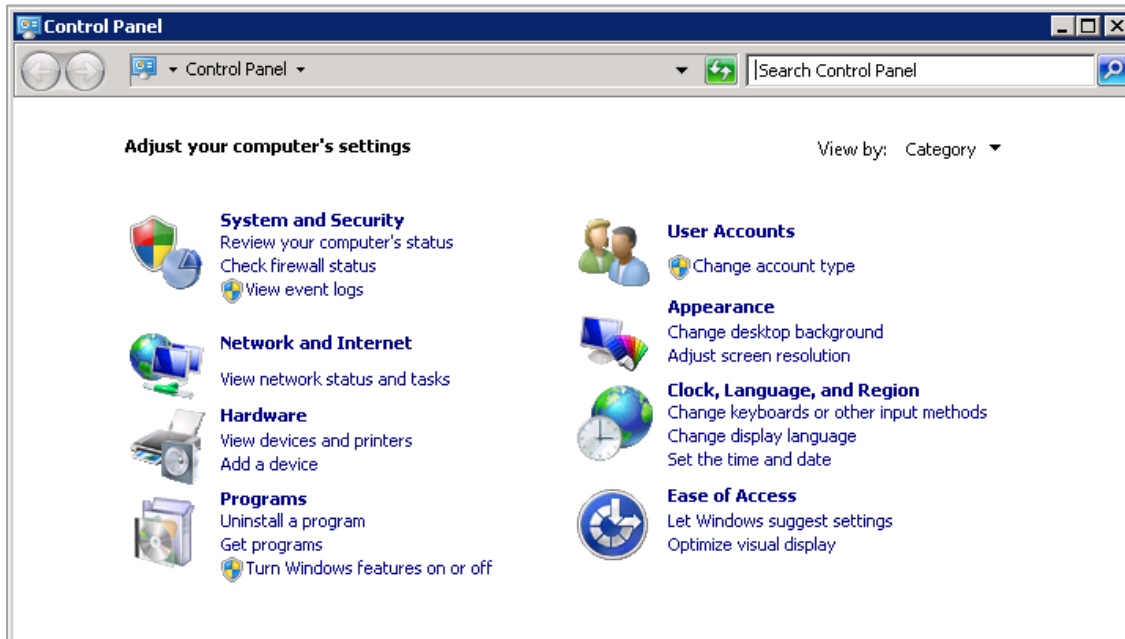 Control Panel
Control Panel
Search Control Panel
Adjust your computer's settings
View by: Category
System and Security
Review your computer's status
Check firewall status
View event logs
Network and Internet
View network status and tasks
Hardware
View devices and printers
Add a device
Programs
Uninstall a program
Get programs
Turn Windows features on or off
User Accounts
Change account type
Appearance
Change desktop background
Adjust screen resolution
Clock, Language, and Region
Change keyboards or other input methods
Change display language
Set the time and date
Ease of Access
Let Windows suggest settings
Optimize visual display